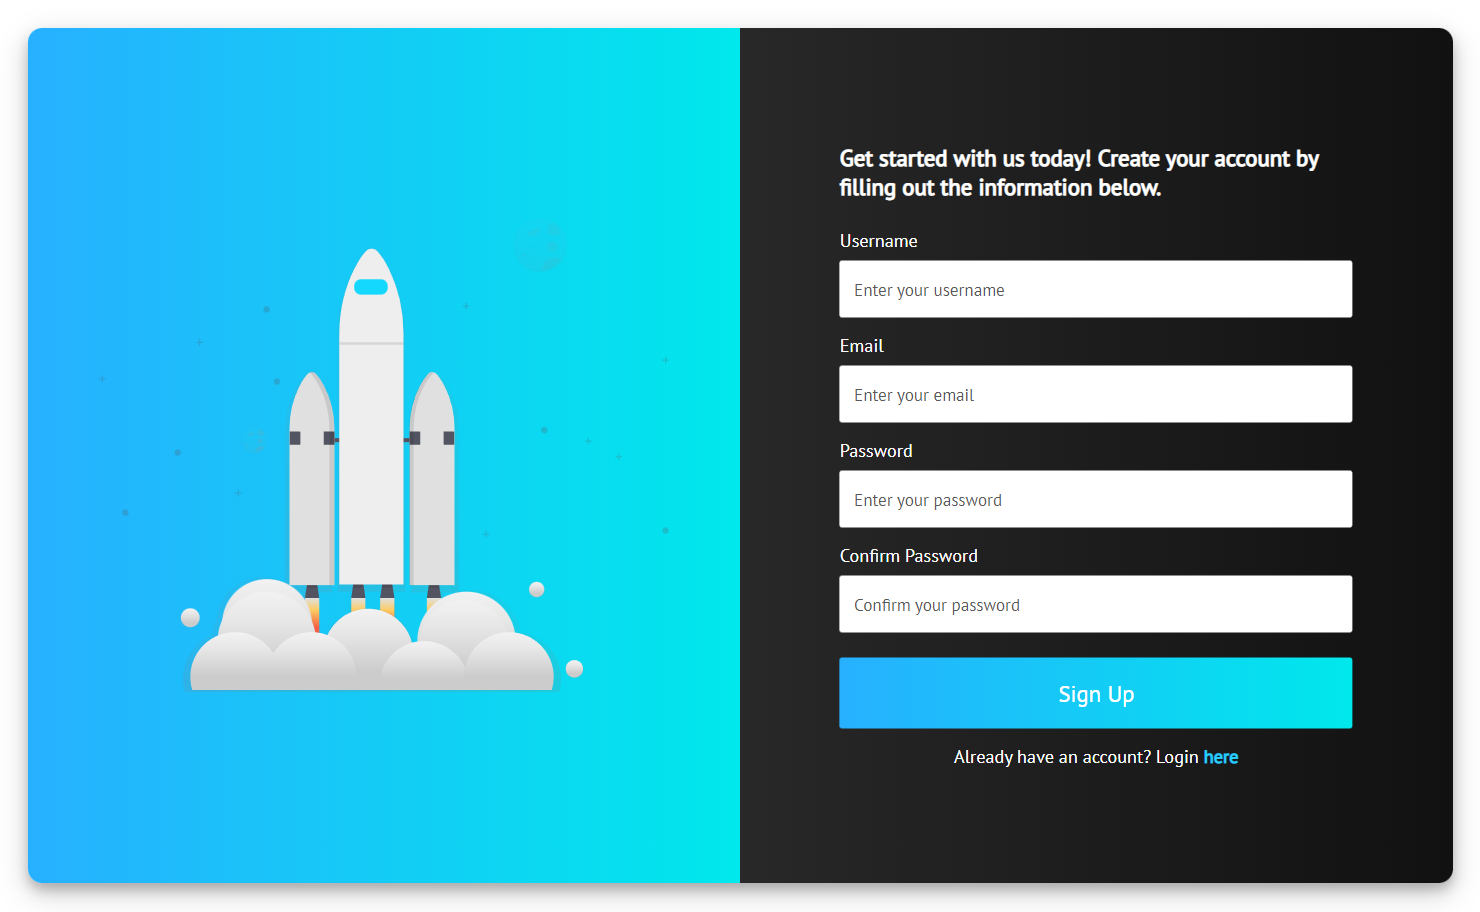 Get started with us today! Create your account by
filling out the information below.
Username
Enter your username
Email
Enter your email
Password
Enter your password
Confirm Password
Confirm your password
Sign Up
Already have an account? Login here